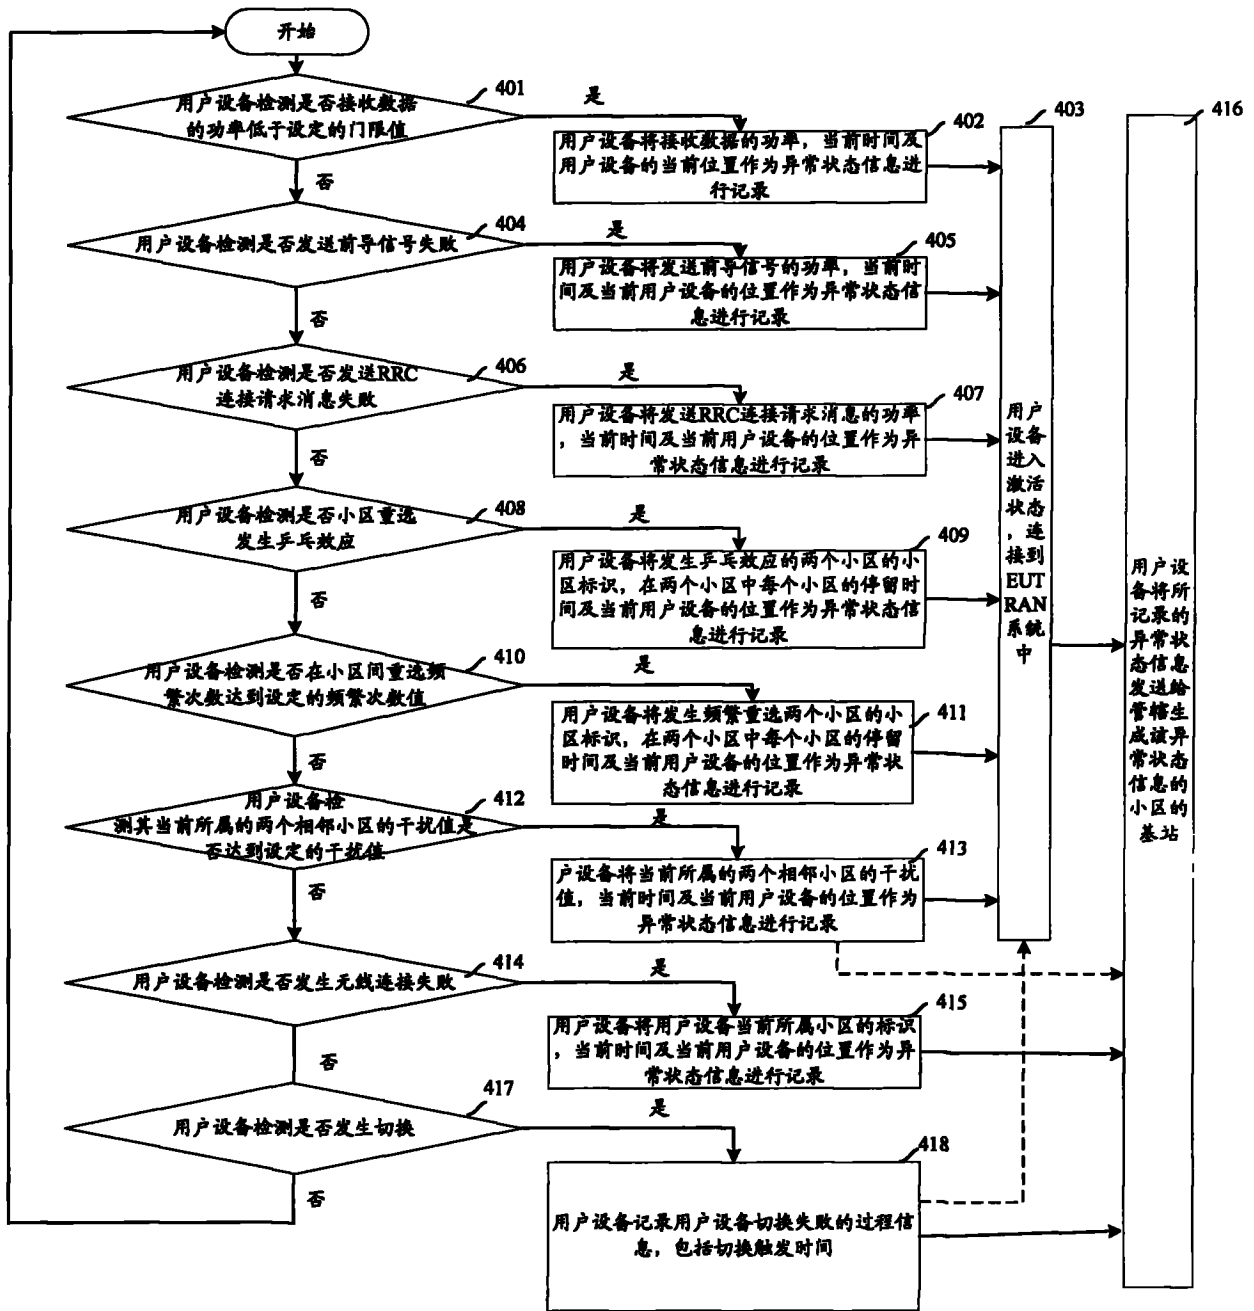 开始
401
用户设备检测是否接收数据
的功率低于设定的门限值
是
402
用户设备将接收数据的功率，当前时间及
用户设备的当前位置作为异常状态信息进
行记录
403
416
否
404
用户设备检测是否发送前导信号失败
是
405
用户设备将发送前导信号的功率，当前时
间及当前用户设备的位置作为异常状态信
息进行记录
否
406
用户设备检测是否发送RRC
连接请求消息失败
是
407
用户设备将发送RRC连接请求消息的功率
，当前时间及当前用户设备的位置作为异
常状态信息进行记录
用户
设备
进入
激活
状态
，连
接到
EUT
RAN
系统
中
否
408
用户设备检测是否小区重选
发生乒乓效应
是
409
用户设备将发生乒乓效应的两个小区的小
区标识，在两个小区中每个小区的停留时
间及当前用户设备的位置作为异常状态信
息进行记录
用户设
备将所
记录的
异常状
态信息
发送给
管辖生
成该异
常状态
信息的
小区的
基站
否
410
用户设备检测是否在小区间重选频
繁次数达到设定的频繁次数值
是
411
用户设备将发生频繁重选两个小区的小
区标识，在两个小区中每个小区的停留
时间及当前用户设备的位置作为异常状
态信息进行记录
否
412
用户设备检
测其当前所属的两个相邻小区的干扰值是
否达到设定的干扰值
是
413
户设备将当前所属的两个相邻小区的干扰
值，当前时间及当前用户设备的位置作为
异常状态信息进行记录
否
414
用户设备检测是否发生无线连接失败
是
415
用户设备将用户设备当前所属小区的标识
，当前时间及当前用户设备的位置作为异
常状态信息进行记录
否
417
用户设备检测是否发生切换
是
418
用户设备记录用户设备切换失败的过程信
息，包括切换触发时间
否